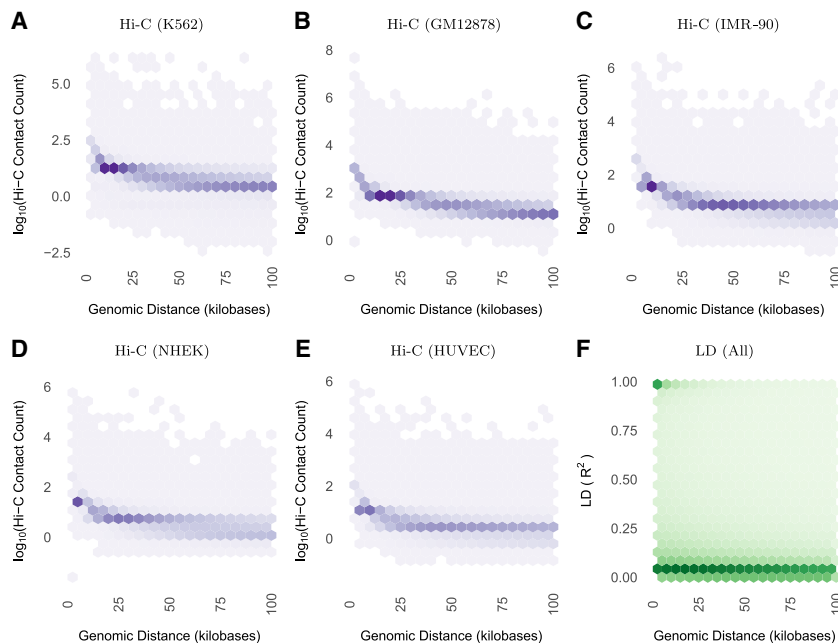 A
Hi-C (K562)
log10(Hi−C Contact Count)
5.0
2.5
0.0
−2.5
0
25
50
75
100
Genomic Distance (kilobases)
B
Hi-C (GM12878)
log10(Hi−C Contact Count)
8
6
4
2
0
0
25
50
75
100
Genomic Distance (kilobases)
C
Hi-C (IMR-90)
log10(Hi−C Contact Count)
6
4
2
0
0
25
50
75
100
Genomic Distance (kilobases)
D
Hi-C (NHEK)
log10(Hi−C Contact Count)
6
4
2
0
0
25
50
75
100
Genomic Distance (kilobases)
E
Hi-C (HUVEC)
log10(Hi−C Contact Count)
6
4
2
0
0
25
50
75
100
Genomic Distance (kilobases)
F
LD (All)
LD ( R2 )
1.00
0.75
0.50
0.25
0.00
0
25
50
75
100
Genomic Distance (kilobases)